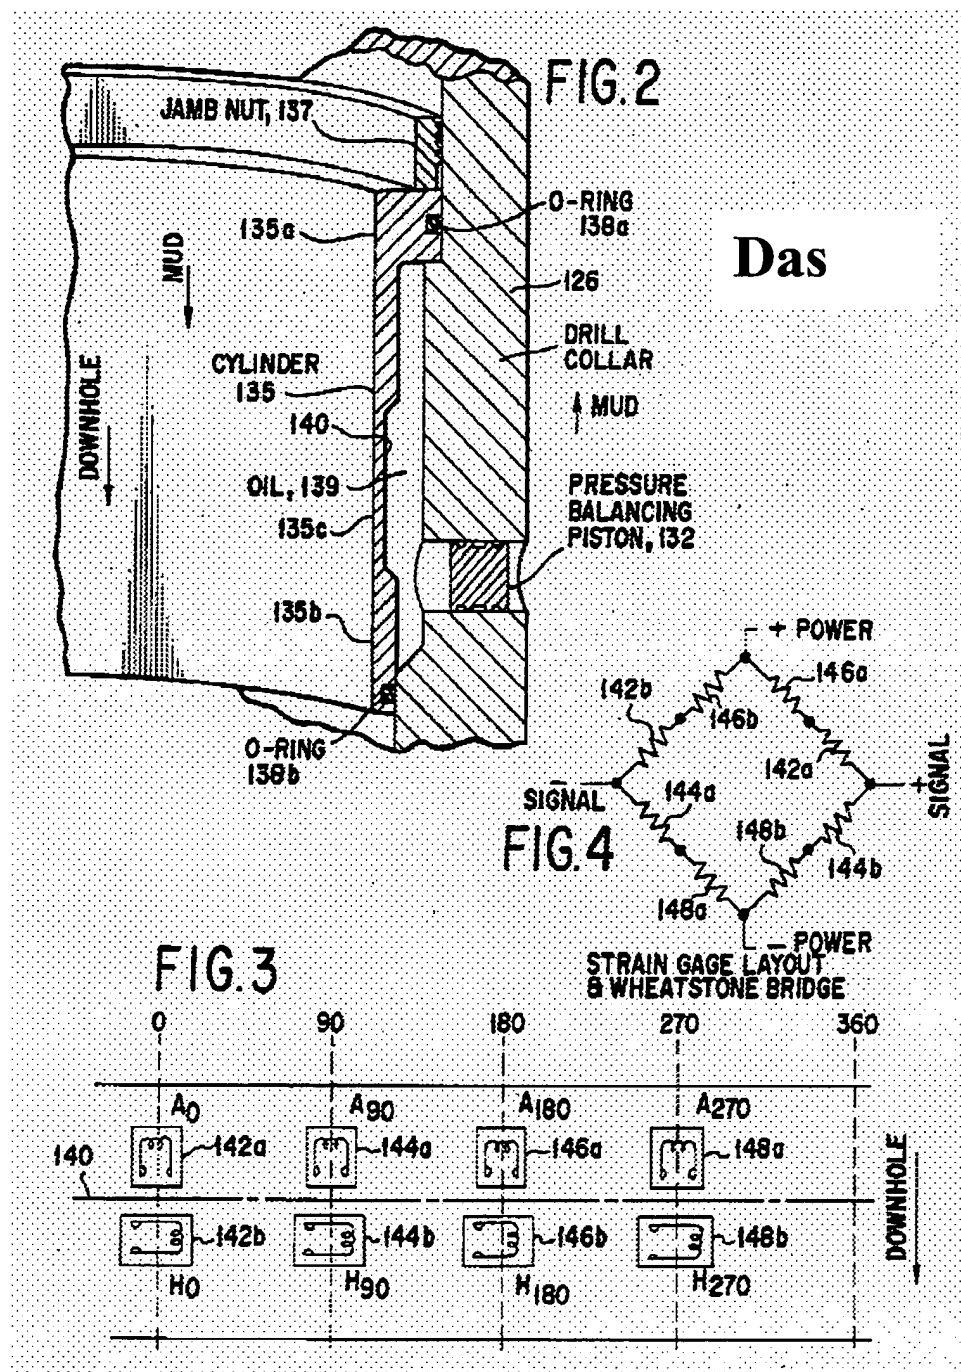 FIG.2
JAMB NUT, 137
O-RING
138a
135a
Das
MUD
126
DRILL
COLLAR
CYLINDER
135
MUD
DOWNHOLE
140
OIL, 139
PRESSURE
BALANCING
PISTON, 132
135c
135b
+ POWER
146a
142b
146b
O-RING
138b
142a
- SIGNAL
144a
+ SIGNAL
148b
FIG.4
144b
148a
- POWER
FIG.3
STRAIN GAGE LAYOUT
& WHEATSTONE BRIDGE
0 90 180 270 360
A0 A90 A180 A270
142a 144a 146a 148a
140
DOWNHOLE
142b 144b 146b 148b
H0 H90 H180 H270